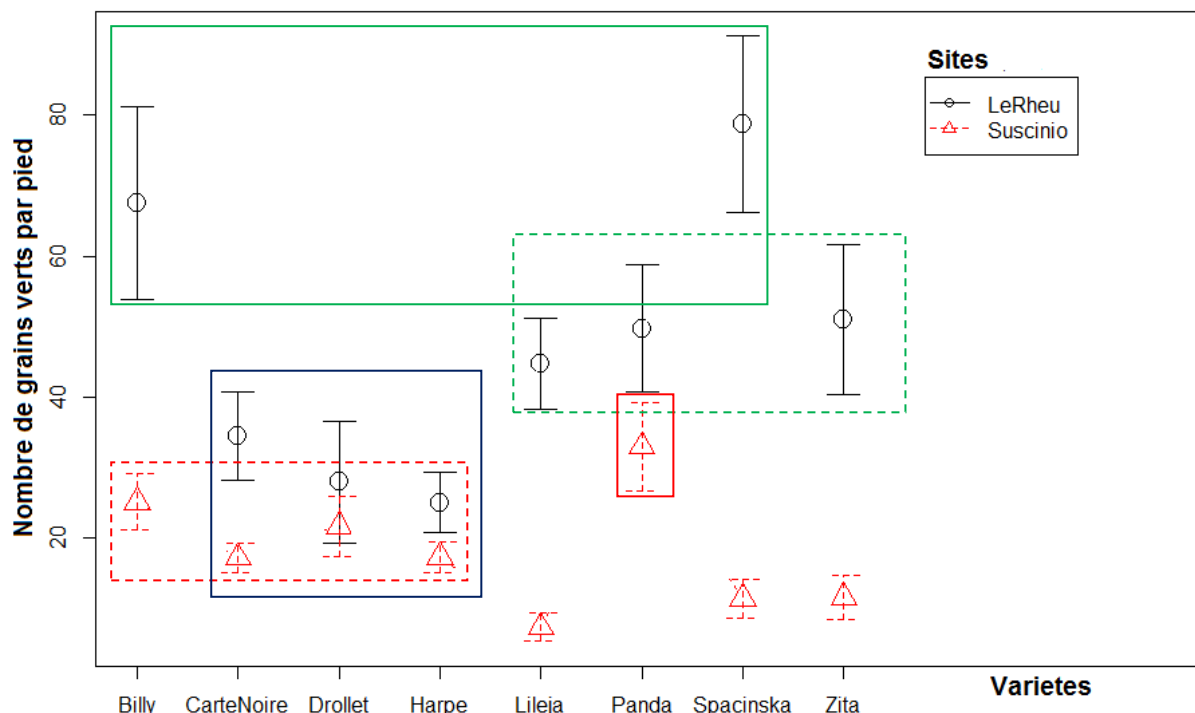 Sites
LeRheu
Suscinio
Nombre de grains verts par pied
80
60
40
20
Billy CarteNoire Drollet Harpe Lileja Panda Spacinska Zita
Varietes